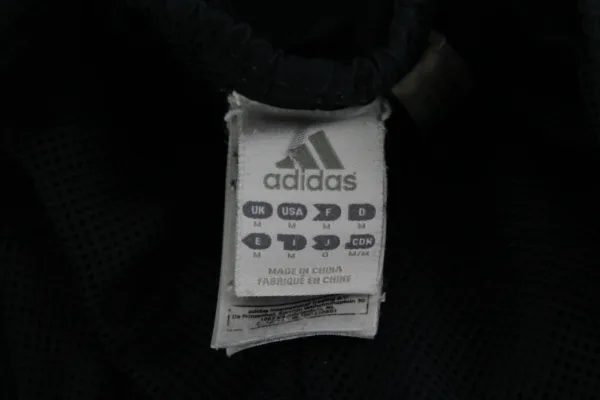 adidas
UK USA F D
M M M M
E I J CDN
M M O M/M
MADE IN CHINA
FABRIQUÉ EN CHINE